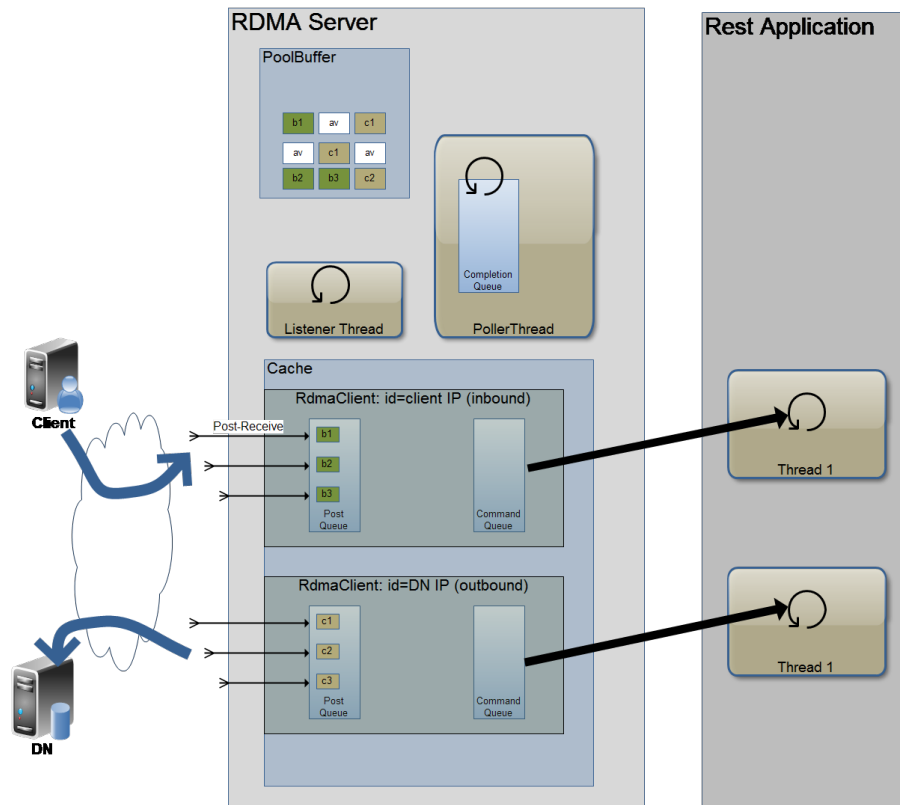 RDMA Server
Rest Application
PoolBuffer
b1 av c1
av c1 av
b2 b3 c2
Completion
Queue
Listener Thread
PollerThread
Cache
RdmaClient: id=client IP (inbound)
Client
Post-Receive
b1
b2
b3
Post
Queue
Command
Queue
Thread 1
RdmaClient: id=DN IP (outbound)
c1
c2
c3
Post
Queue
Command
Queue
Thread 1
DN